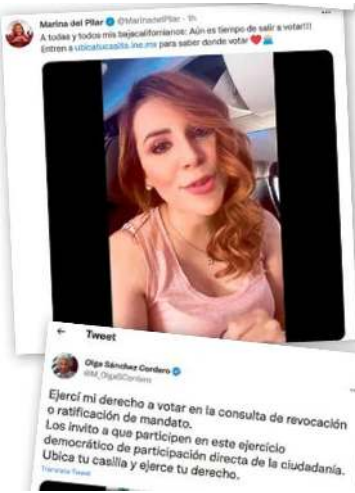 Marina del Pilar @MarinadelPilar · 1h
A todas y todos mis bajacalifornianos: Aún es tiempo de salir a votar!!!
Entren a ubicatucasilla.ine.mx para saber donde votar
← Tweet
Olga Sánchez Cordero
@M_OlgaSCordero
Ejercí mi derecho a votar en la consulta de revocación
o ratificación de mandato.
Los invito a que participen en este ejercicio
democrático de participación directa de la ciudadanía.
Ubica tu casilla y ejerce tu derecho.
Translate Tweet